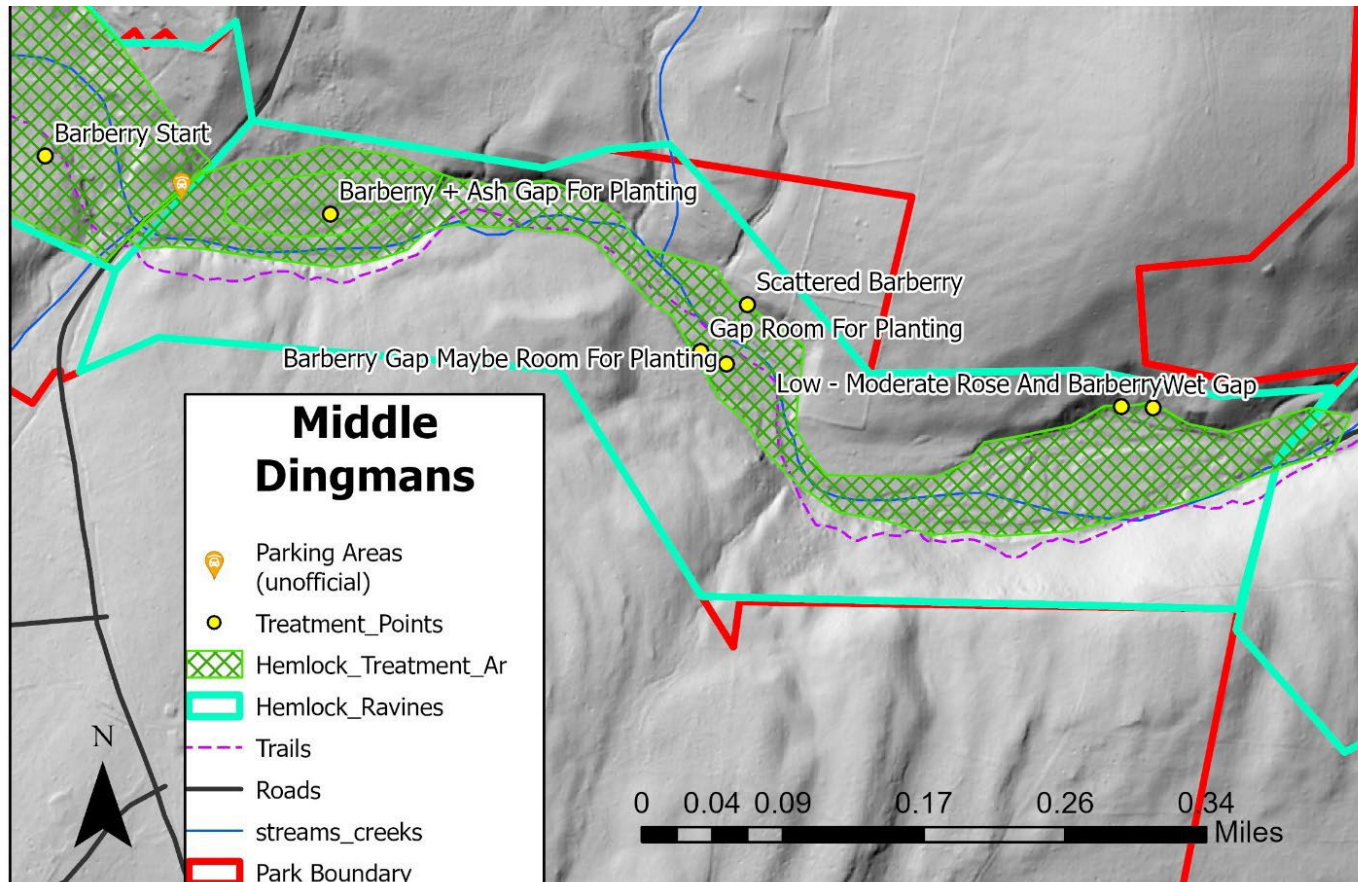 Barberry Start
Barberry + Ash Gap For Planting
Scattered Barberry
Gap Room For Planting
Barberry Gap Maybe Room For Planting
Low - Moderate Rose And Barberry
Wet Gap
Middle
Dingmans
Parking Areas
(unofficial)
Treatment_Points
Hemlock_Treatment_Ar
Hemlock_Ravines
Trails
Roads
streams_creeks
Park Boundary
N
0 0.04 0.09 0.17 0.26 0.34
Miles